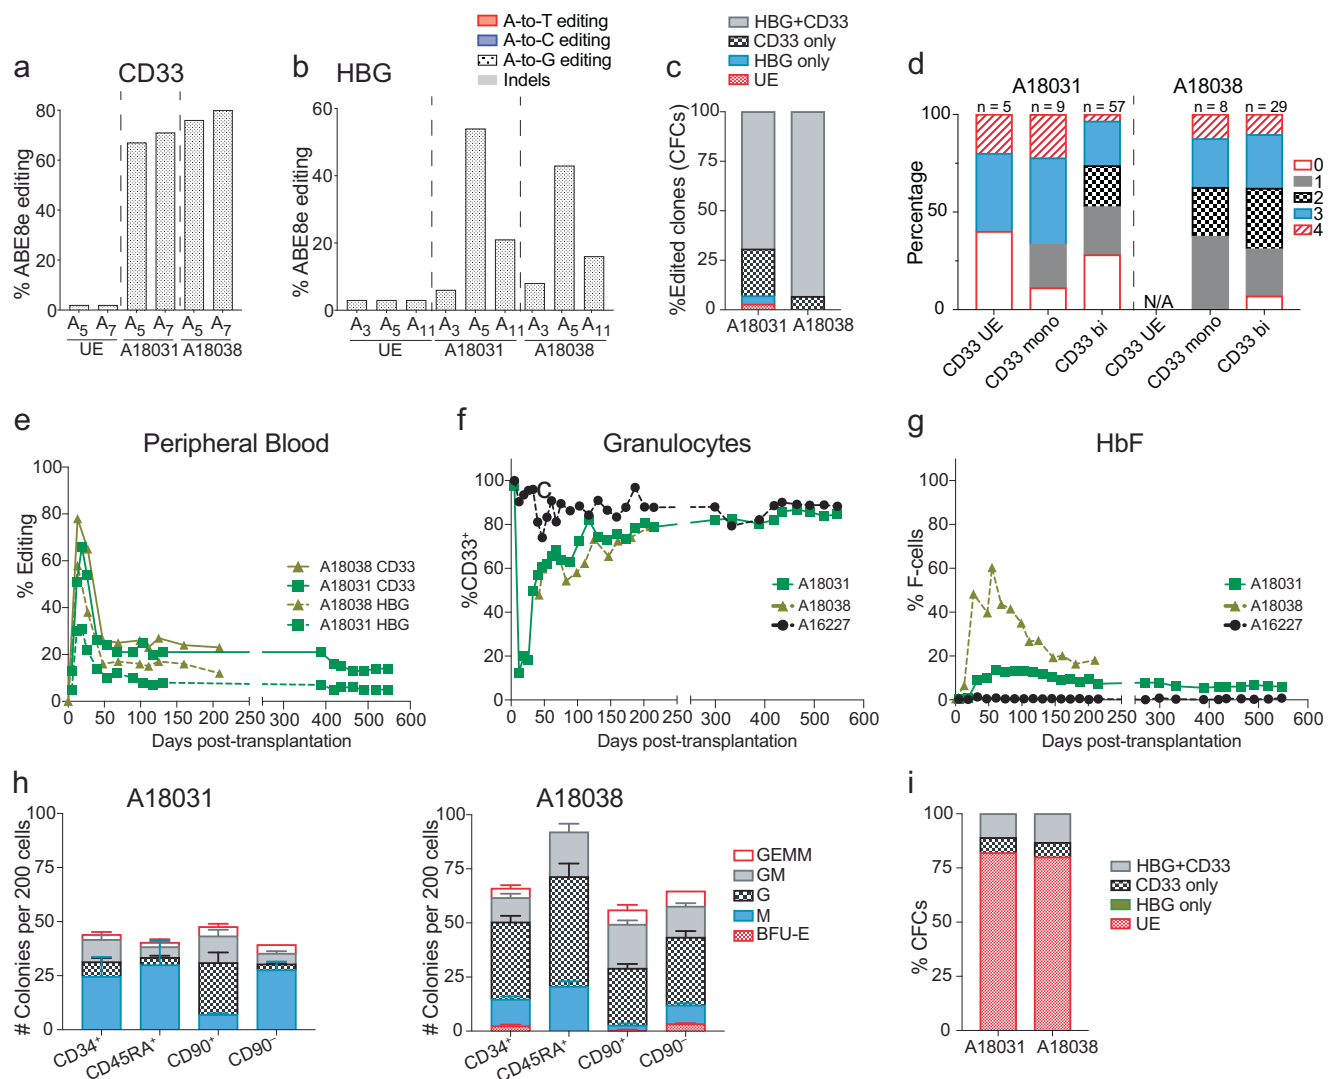 A-to-T editing
A-to-C editing
A-to-G editing
Indels
HBG+CD33
CD33 only
HBG only
UE
a
CD33
% ABE8e editing
80
60
40
20
0
A5 A7 A5 A7 A5 A7
UE A18031 A18038
b
HBG
% ABE8e editing
60
40
20
0
A3 A5 A11 A3 A5 A11 A3 A5 A11
UE A18031 A18038
c
%Edited clones (CFCs)
100
75
50
25
0
A18031 A18038
d
A18031 A18038
n = 5 n = 9 n = 57 n = 8 n = 29
Percentage
100
50
0
N/A
CD33 UE CD33 mono CD33 bi CD33 UE CD33 mono CD33 bi
0
1
2
3
4
e
Peripheral Blood
% Editing
100
80
60
40
20
0
0 50 100 150 200 250 300 400 500 600
Days post-transplantation
A18038 CD33
A18031 CD33
A18038 HBG
A18031 HBG
f
Granulocytes
C
%CD33+
100
80
60
40
20
0
0 50 100 150 200 250 300 400 500 600
Days post-transplantation
A18031
A18038
A16227
g
HbF
% F-cells
100
80
60
40
20
0
0 50 100 150 200 250 300 400 500 600
Days post-transplantation
A18031
A18038
A16227
h
A18031
# Colonies per 200 cells
100
75
50
25
0
CD34+ CD45RA+ CD90+ CD90-
A18038
# Colonies per 200 cells
100
75
50
25
0
CD34+ CD45RA+ CD90+ CD90-
GEMM
GM
G
M
BFU-E
i
% CFCs
100
75
50
25
0
A18031 A18038
HBG+CD33
CD33 only
HBG only
UE